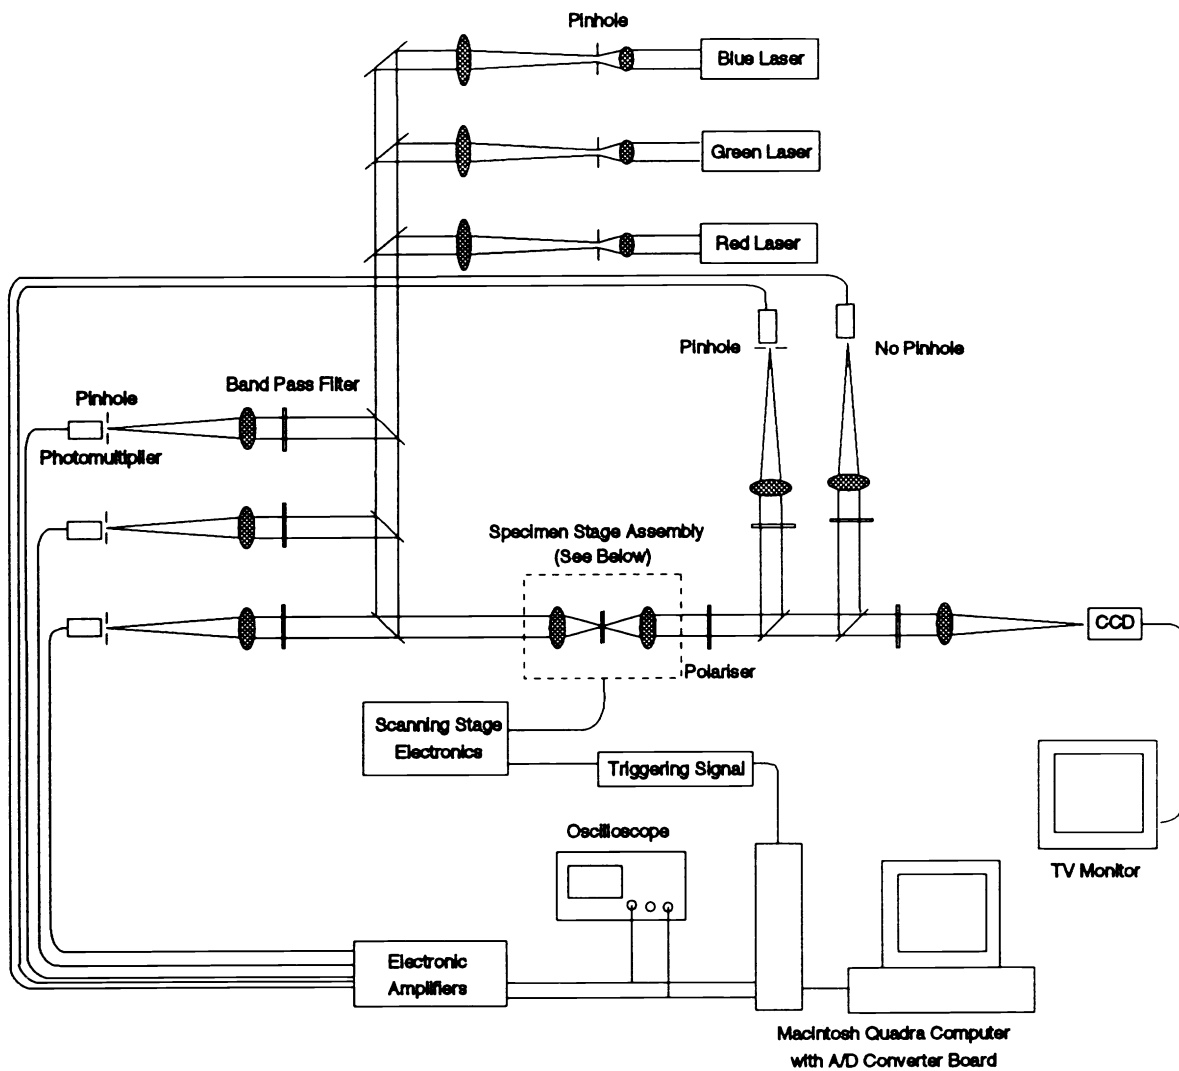 Pinhole
Blue Laser
Green Laser
Red Laser
Pinhole
No Pinhole
Band Pass Filter
Pinhole
Photomultiplier
Specimen Stage Assembly
(See Below)
CCD
Polariser
Scanning Stage
Electronics
Triggering Signal
Oscilloscope
TV Monitor
Electronic
Amplifiers
Macintosh Quadra Computer
with A/D Converter Board